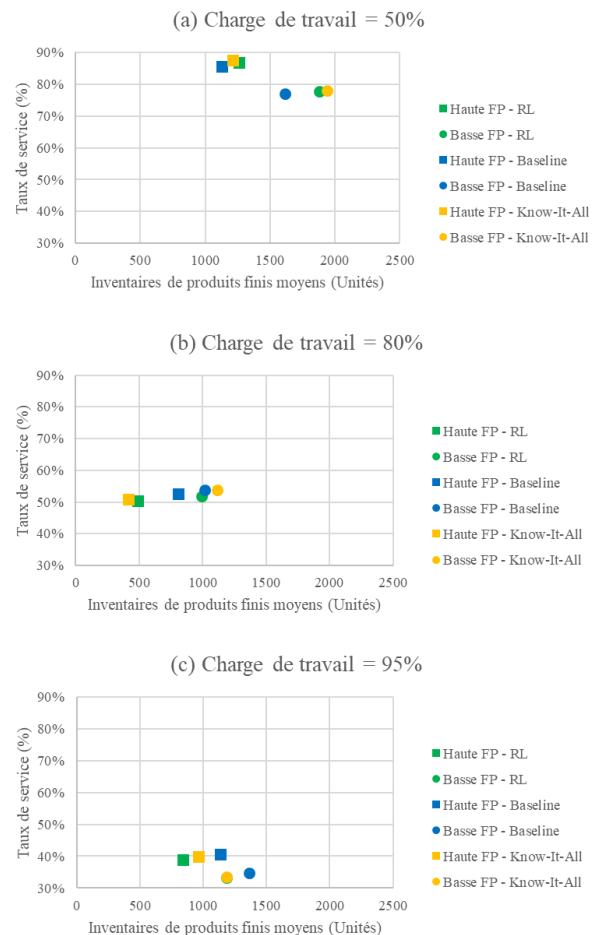 (a) Charge de travail = 50%
90%
80%
70%
60%
50%
40%
30%
Taux de service (%)
0
500
1000
1500
2000
2500
Inventaires de produits finis moyens (Unités)
Haute FP - RL
Basse FP - RL
Haute FP - Baseline
Basse FP - Baseline
Haute FP - Know-It-All
Basse FP - Know-It-All
(b) Charge de travail = 80%
90%
80%
70%
60%
50%
40%
30%
Taux de service (%)
0
500
1000
1500
2000
2500
Inventaires de produits finis moyens (Unités)
Haute FP - RL
Basse FP - RL
Haute FP - Baseline
Basse FP - Baseline
Haute FP - Know-It-All
Basse FP - Know-It-All
(c) Charge de travail = 95%
90%
80%
70%
60%
50%
40%
30%
Taux de service (%)
0
500
1000
1500
2000
2500
Inventaires de produits finis moyens (Unités)
Haute FP - RL
Basse FP - RL
Haute FP - Baseline
Basse FP - Baseline
Haute FP - Know-It-All
Basse FP - Know-It-All